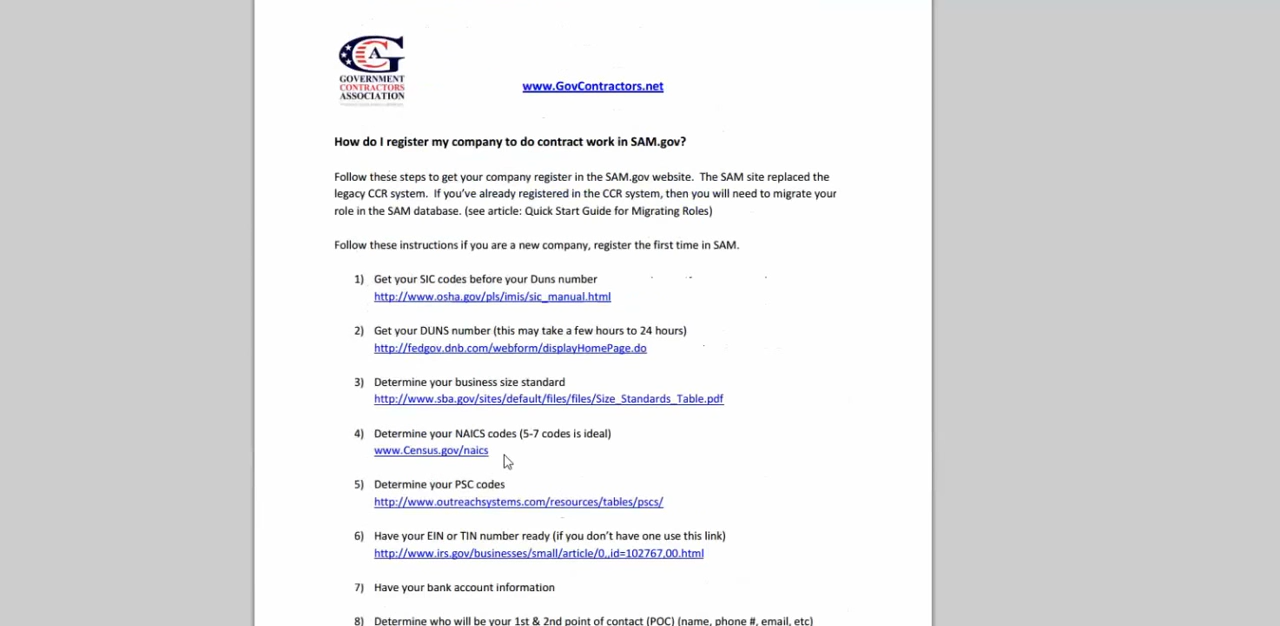 GOVERNMENT
CONTRACTORS
ASSOCIATION
www.GovContractors.net
How do I register my company to do contract work in SAM.gov?
Follow these steps to get your company register in the SAM.gov website. The SAM site replaced the
legacy CCR system. If you've already registered in the CCR system, then you will need to migrate your
role in the SAM database. (see article: Quick Start Guide for Migrating Roles)
Follow these instructions if you are a new company, register the first time in SAM.
1) Get your SIC codes before your Duns number
http://www.osha.gov/pls/imis/sic_manual.html
2) Get your DUNS number (this may take a few hours to 24 hours)
http://fedgov.dnb.com/webform/displayHomePage.do
3) Determine your business size standard
http://www.sba.gov/sites/default/files/files/Size_Standards_Table.pdf
4) Determine your NAICS codes (5-7 codes is ideal)
www.Census.gov/naics
5) Determine your PSC codes
http://www.outreachsystems.com/resources/tables/pscs/
6) Have your EIN or TIN number ready (if you don't have one use this link)
http://www.irs.gov/businesses/small/article/0,,id=102767,00.html
7) Have your bank account information
8) Determine who will be your 1st & 2nd point of contact (POC) (name, phone #, email, etc)